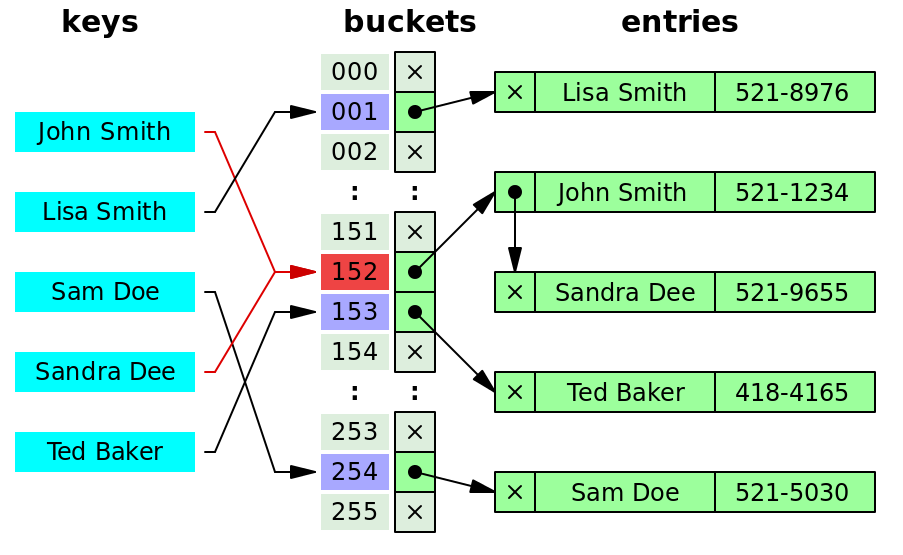 keys
buckets
entries
John Smith
Lisa Smith
Sam Doe
Sandra Dee
Ted Baker
000 ×
001
002 ×
: :
151 ×
152
153
154 ×
: :
253 ×
254
255 ×
× Lisa Smith 521-8976
John Smith 521-1234
× Sandra Dee 521-9655
× Ted Baker 418-4165
× Sam Doe 521-5030